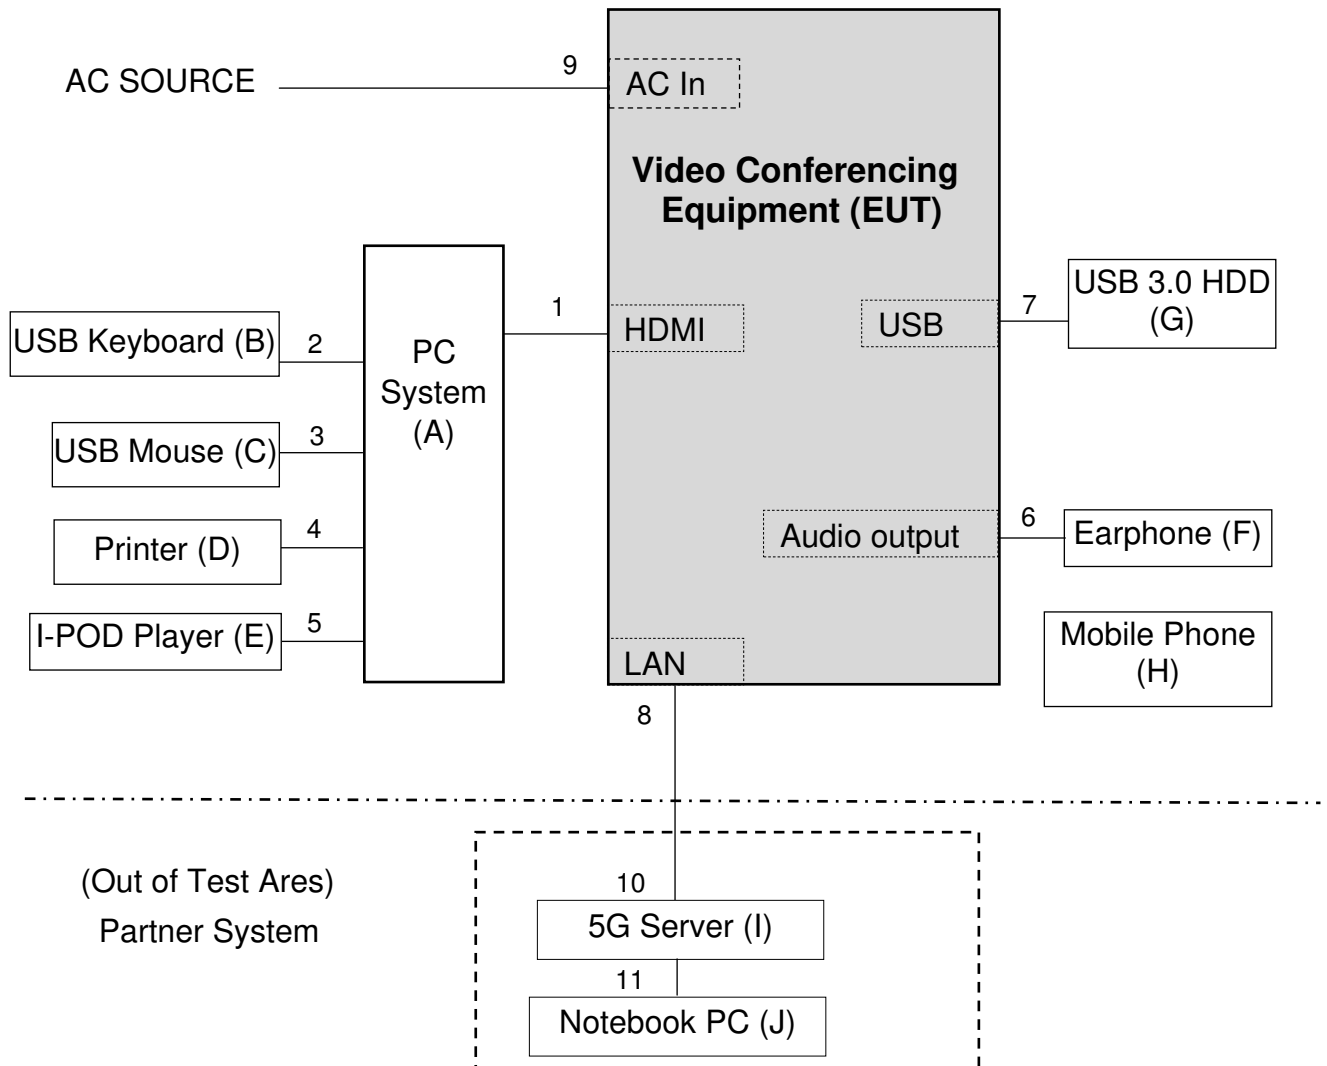 AC SOURCE
9
AC In
Video Conferencing
Equipment (EUT)
1
HDMI
USB
7
USB 3.0 HDD
(G)
USB Keyboard (B)
2
PC
System
(A)
USB Mouse (C)
3
Printer (D)
4
I-POD Player (E)
5
Audio output
6
Earphone (F)
Mobile Phone
(H)
LAN
8
(Out of Test Ares)
Partner System
10
5G Server (I)
11
Notebook PC (J)